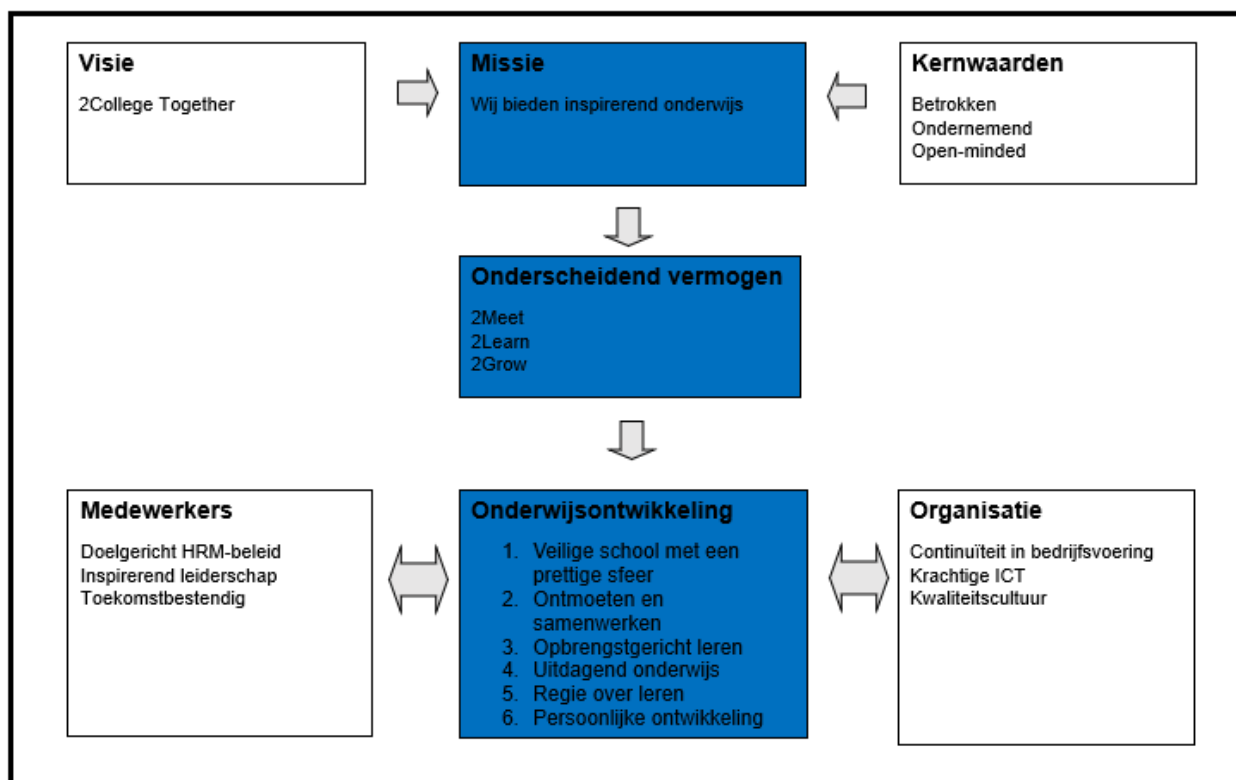 Visie
2College Together
Missie
Wij bieden inspirerend onderwijs
Kernwaarden
Betrokken
Ondernemend
Open-minded
Onderscheidend vermogen
2Meet
2Learn
2Grow
Medewerkers
Doelgericht HRM-beleid
Inspirerend leiderschap
Toekomstbestendig
Onderwijsontwikkeling
1. Veilige school met een
prettige sfeer
2. Ontmoeten en
samenwerken
3. Opbrengstgericht leren
4. Uitdagend onderwijs
5. Regie over leren
6. Persoonlijke ontwikkeling
Organisatie
Continuïteit in bedrijfsvoering
Krachtige ICT
Kwaliteitscultuur